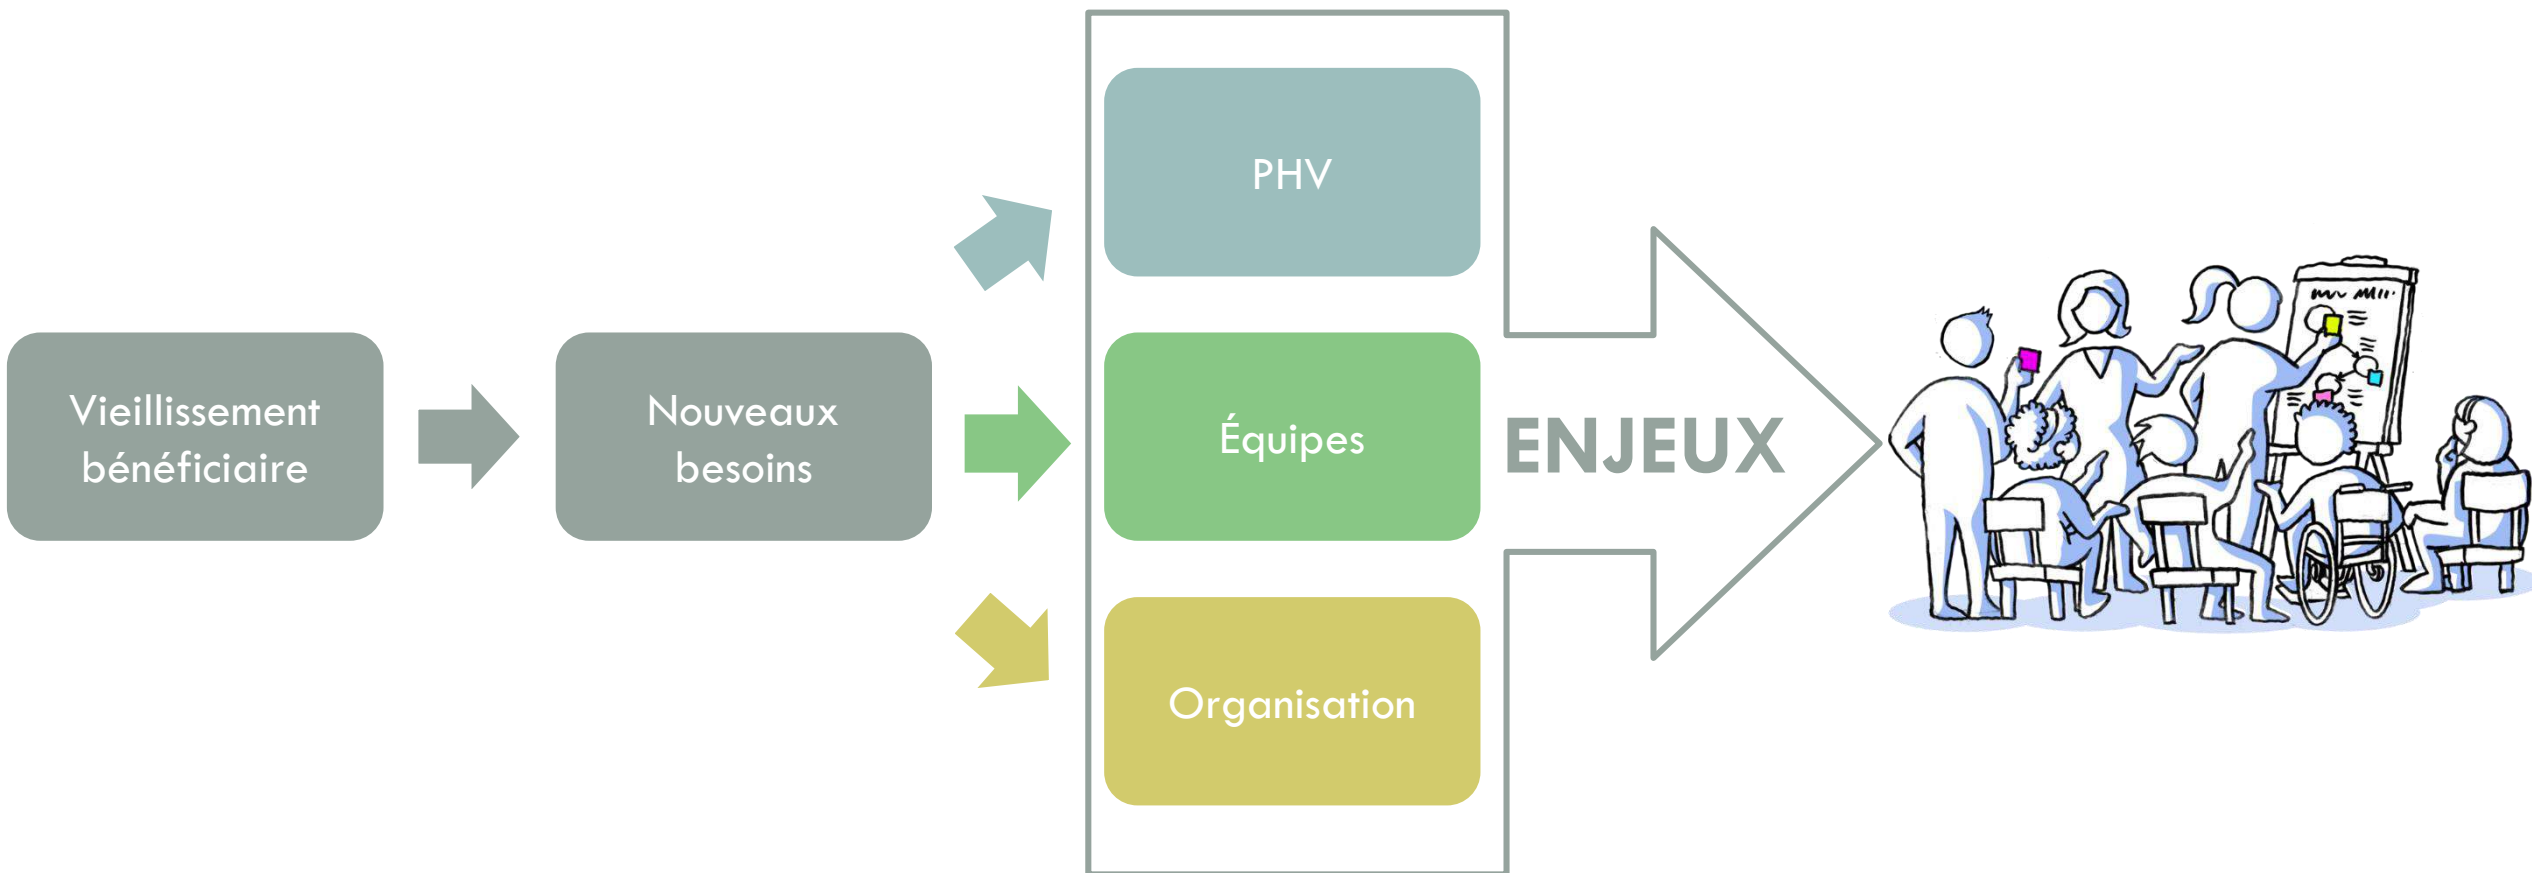 Vieillissement
bénéficiaire
Nouveaux
besoins
PHV
Équipes
Organisation
ENJEUX